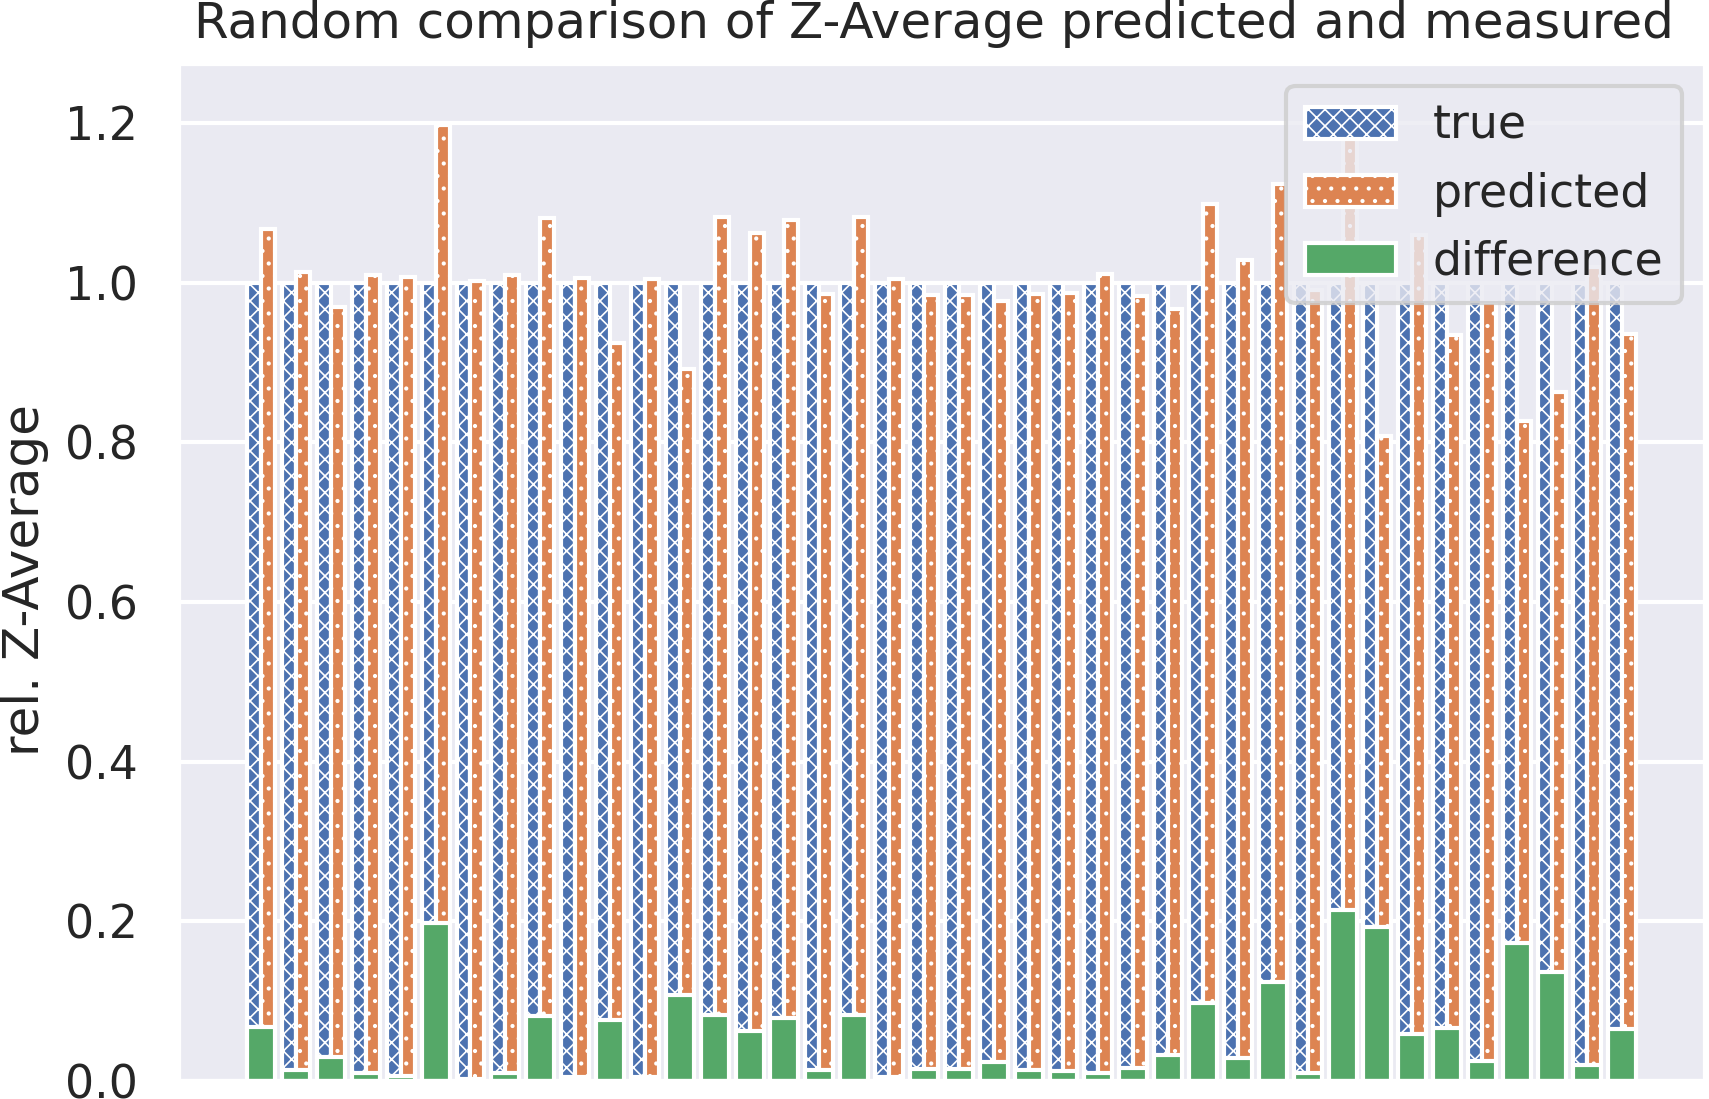 Random comparison of Z-Average predicted and measured
1.2
1.0
0.8
0.6
0.4
0.2
0.0
rel. Z-Average
true
predicted
difference